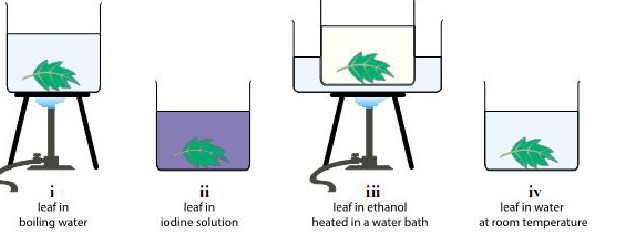 i
leaf in
boiling water
ii
leaf in
iodine solution
iii
leaf in ethanol
heated in a water bath
iv
leaf in water
at room temperature